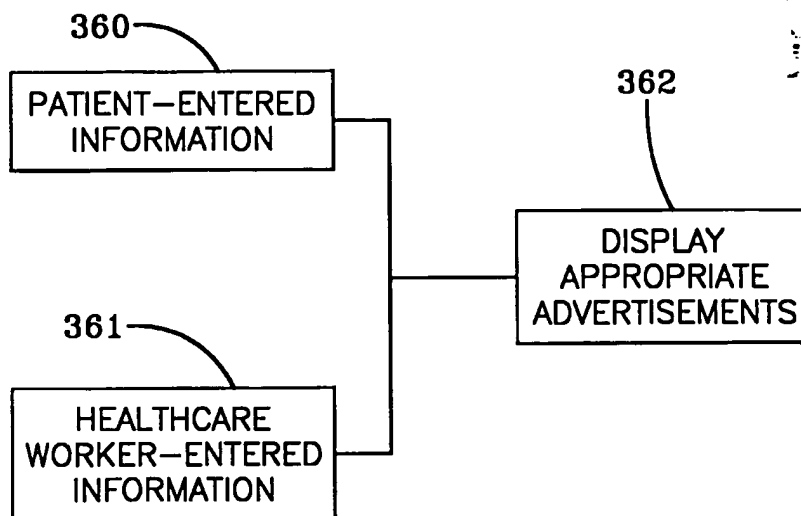 360
PATIENT–ENTERED
INFORMATION
362
DISPLAY
APPROPRIATE
ADVERTISEMENTS
361
HEALTHCARE
WORKER–ENTERED
INFORMATION